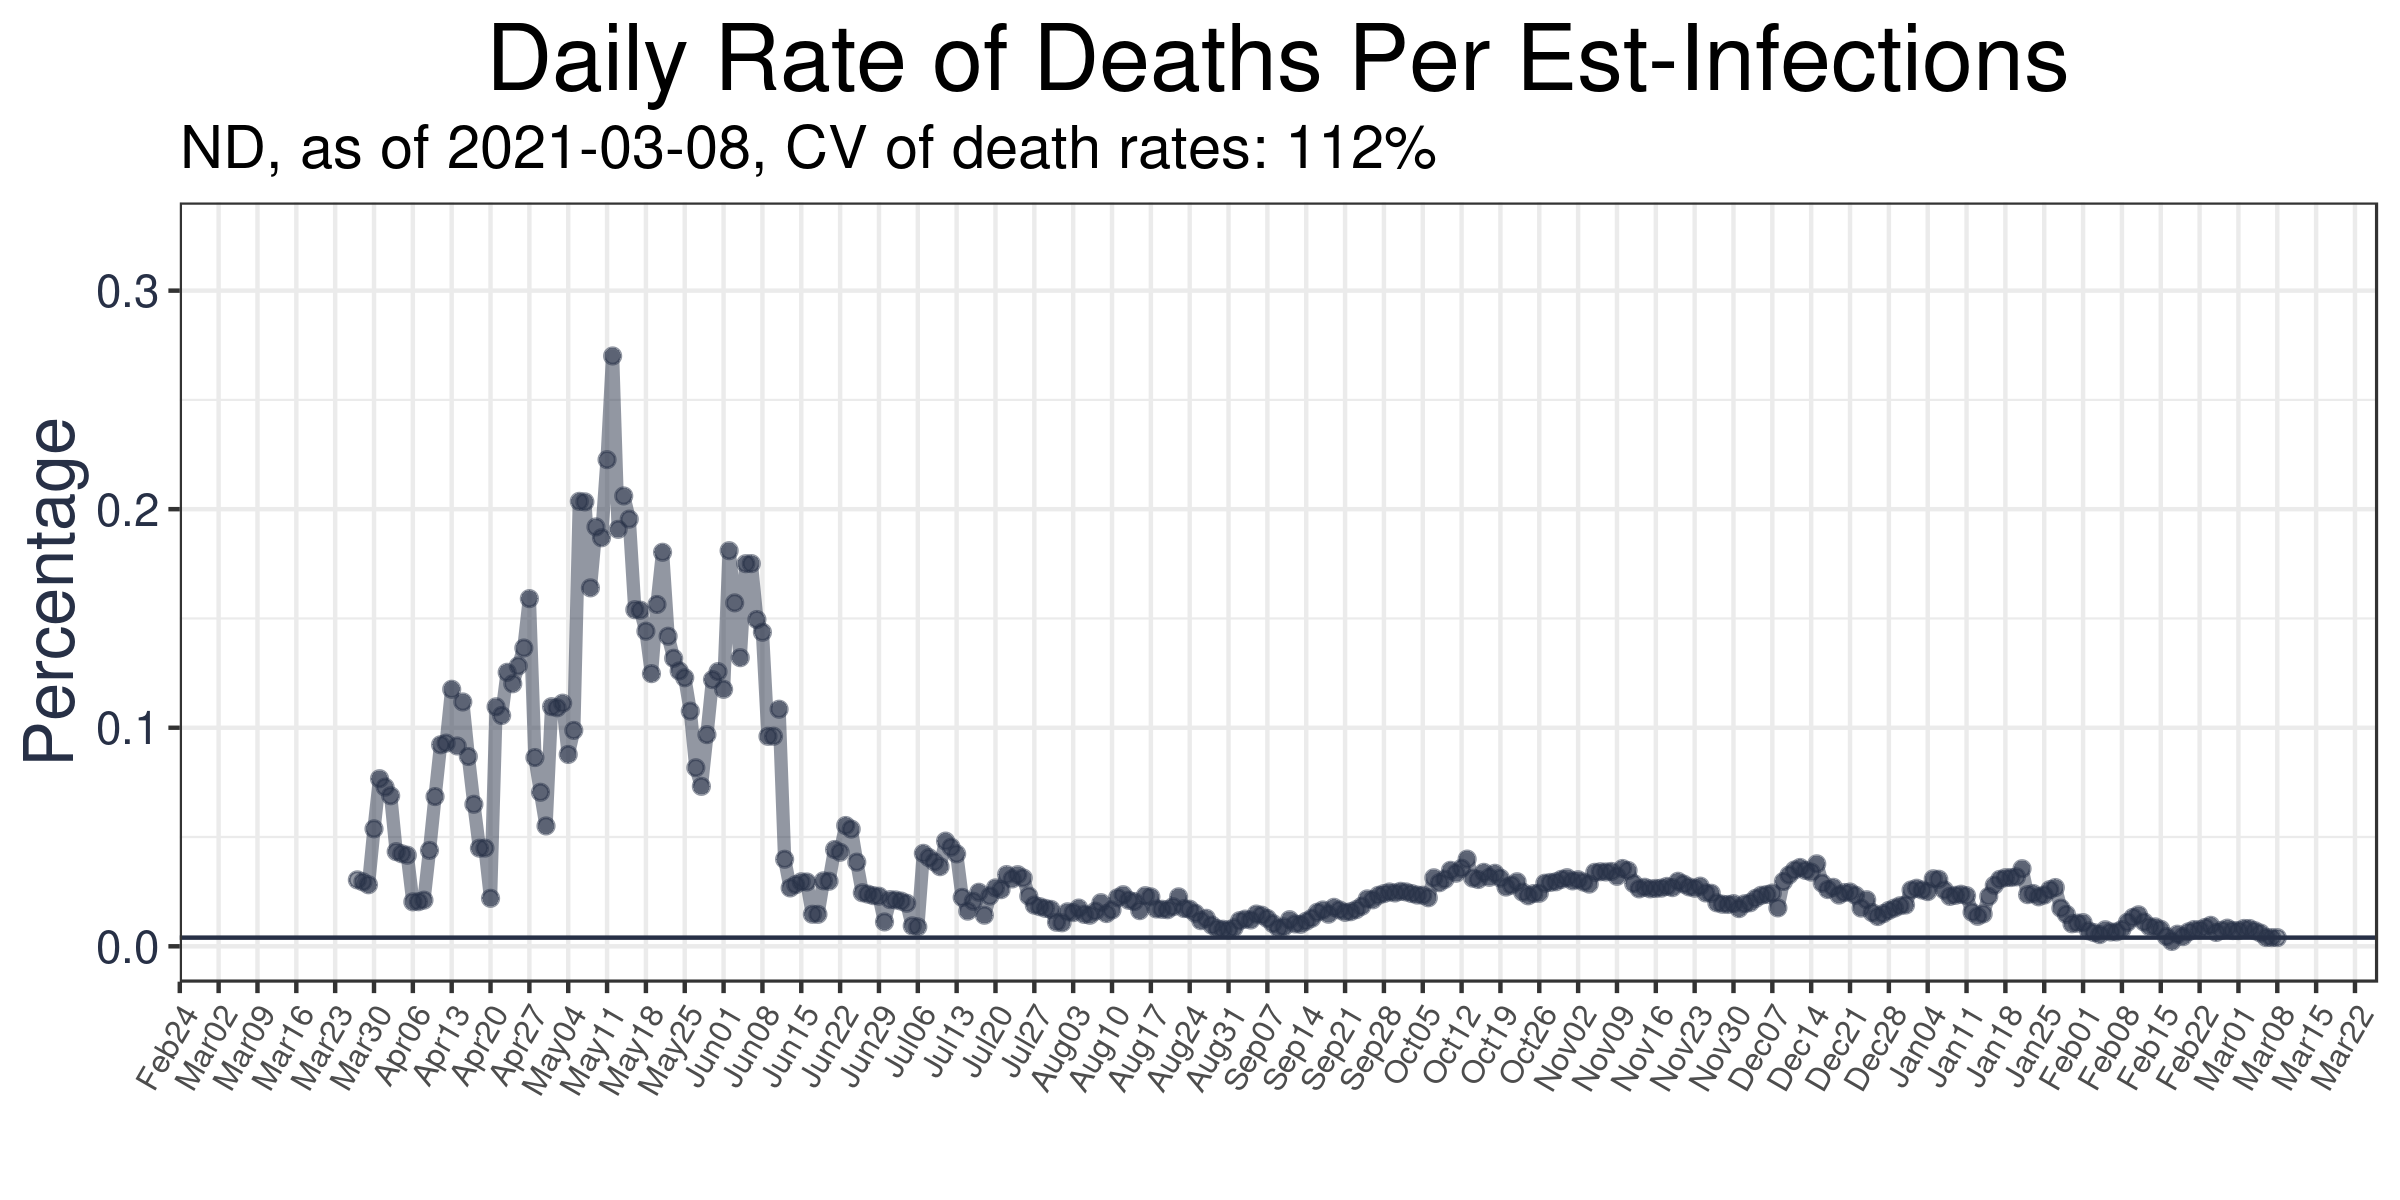 Daily Rate of Deaths Per Est-Infections
ND, as of 2021-03-08, CV of death rates: 112%
Percentage
0.3
0.2
0.1
0.0
Feb24
Mar02
Mar09
Mar16
Mar23
Mar30
Apr06
Apr13
Apr20
Apr27
May04
May11
May18
May25
Jun01
Jun08
Jun15
Jun22
Jun29
Jul06
Jul13
Jul20
Jul27
Aug03
Aug10
Aug17
Aug24
Aug31
Sep07
Sep14
Sep21
Sep28
Oct05
Oct12
Oct19
Oct26
Nov02
Nov09
Nov16
Nov23
Nov30
Dec07
Dec14
Dec21
Dec28
Jan04
Jan11
Jan18
Jan25
Feb01
Feb08
Feb15
Feb22
Mar01
Mar08
Mar15
Mar22